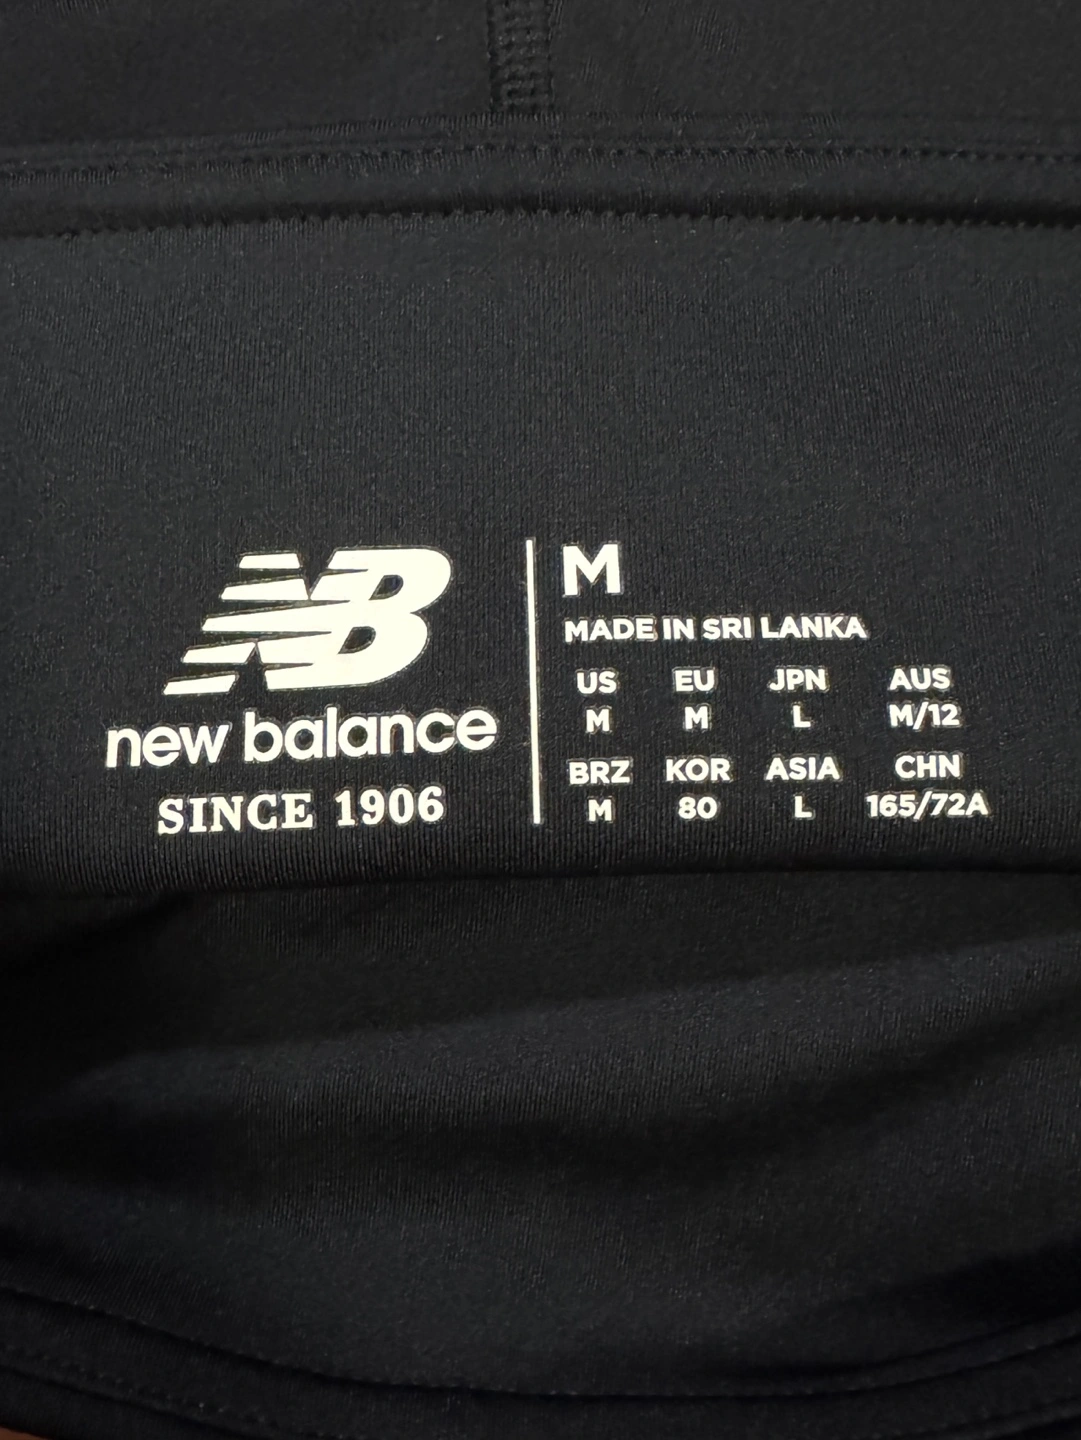 NB
new balance
SINCE 1906
M
MADE IN SRI LANKA
US EU JPN AUS
M M L M/12
BRZ KOR ASIA CHN
M 80 L 165/72A